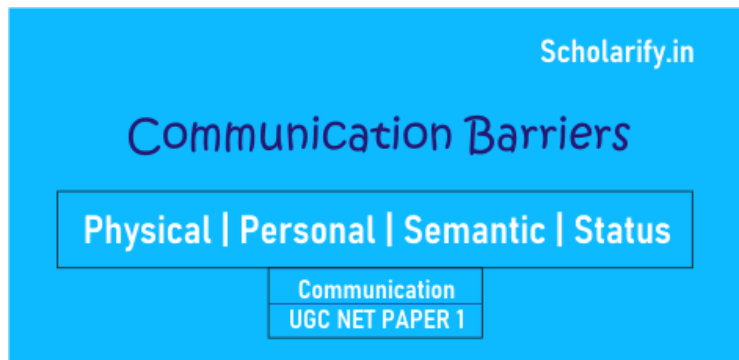 Scholarify.in
Communication Barriers
Physical | Personal | Semantic | Status
Communication
UGC NET PAPER 1